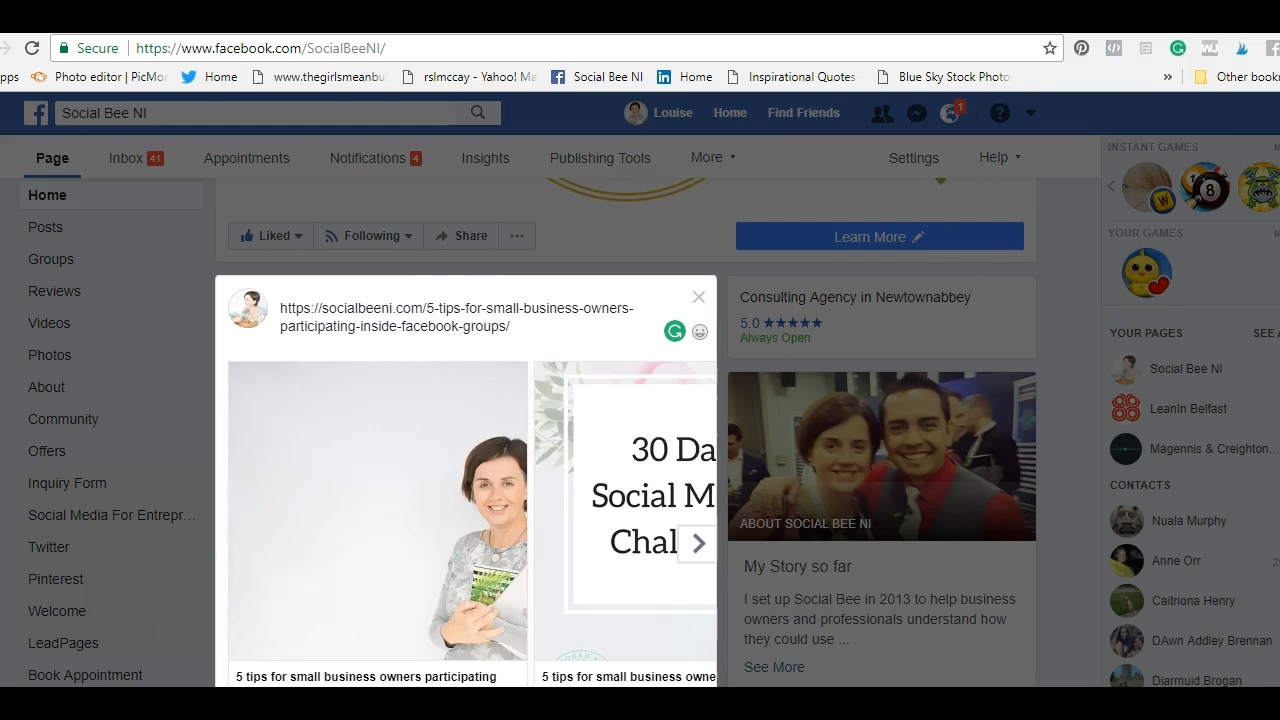 Secure
https://www.facebook.com/SocialBeeNI/
Photo editor | PicMo
Home
www.thegirlsmeanbu
rslmccay - Yahoo! Ma
Social Bee NI
Home
Inspirational Quotes
Blue Sky Stock Photo
»
Other book
Social Bee NI
Louise
Home
Find Friends
1
Page
Inbox 41
Appointments
Notifications 4
Insights
Publishing Tools
More
Settings
Help
Home
Posts
Groups
Reviews
Videos
Photos
About
Community
Offers
Inquiry Form
Social Media For Entrepr...
Twitter
Pinterest
Welcome
LeadPages
Book Appointment
Liked
Following
Share
...
Learn More
https://socialbeeni.com/5-tips-for-small-business-owners-
participating-inside-facebook-groups/
30 Da
Social M
Chal
5 tips for small business owners participating
5 tips for small business owne
Consulting Agency in Newtownabbey
5.0 ★★★★★
Always Open
ABOUT SOCIAL BEE NI
My Story so far
I set up Social Bee in 2013 to help business
owners and professionals understand how
they could use ...
See More
INSTANT GAMES
W
8
YOUR GAMES
YOUR PAGES
SEE A
Social Bee NI
LeanIn Belfast
Magennis & Creighton...
CONTACTS
Nuala Murphy
Anne Orr
Caitriona Henry
DAwn Addley Brennan
Diarmuid Brogan